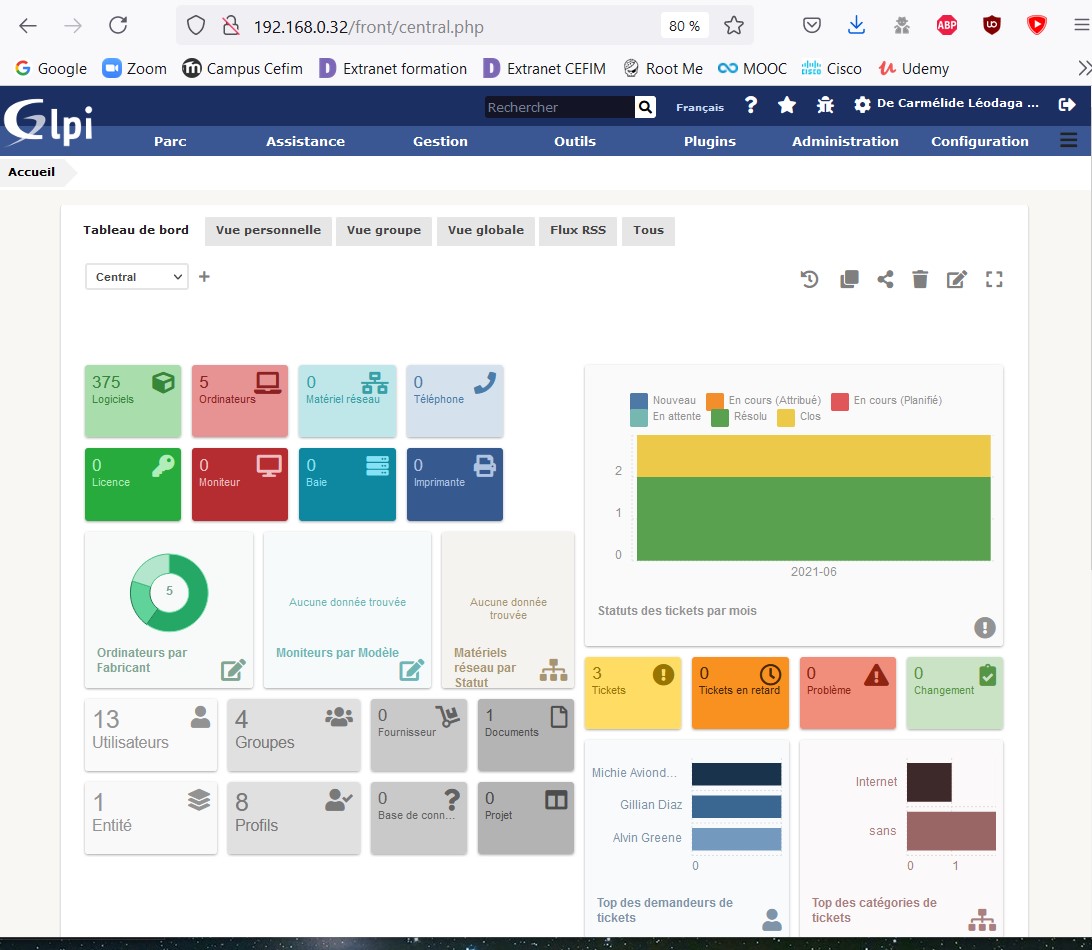 192.168.0.32/front/central.php
80 %
ABP
Google
Zoom
Campus Cefim
Extranet formation
Extranet CEFIM
Root Me
MOOC
Cisco
Udemy
Glpi
Rechercher
Français
De Carmélide Léodaga ...
Parc
Assistance
Gestion
Outils
Plugins
Administration
Configuration
Accueil
Tableau de bord
Vue personnelle
Vue groupe
Vue globale
Flux RSS
Tous
Central
375
Logiciels
5
Ordinateurs
0
Matériel réseau
0
Téléphone
0
Licence
0
Moniteur
0
Baie
0
Imprimante
5
Ordinateurs par
Fabricant
Aucune donnée trouvée
Moniteurs par Modèle
Aucune donnée
trouvée
Matériels
réseau par
Statut
13
Utilisateurs
4
Groupes
0
Fournisseur
1
Documents
1
Entité
8
Profils
0
Base de conn...
0
Projet
Nouveau
En cours (Attribué)
En cours (Planifié)
En attente
Résolu
Clos
2
1
0
2021-06
Statuts des tickets par mois
3
Tickets
0
Tickets en retard
0
Problème
0
Changement
Michie Aviond...
Gillian Diaz
Alvin Greene
0
Top des demandeurs de
tickets
Internet
sans
0
1
Top des catégories de
tickets